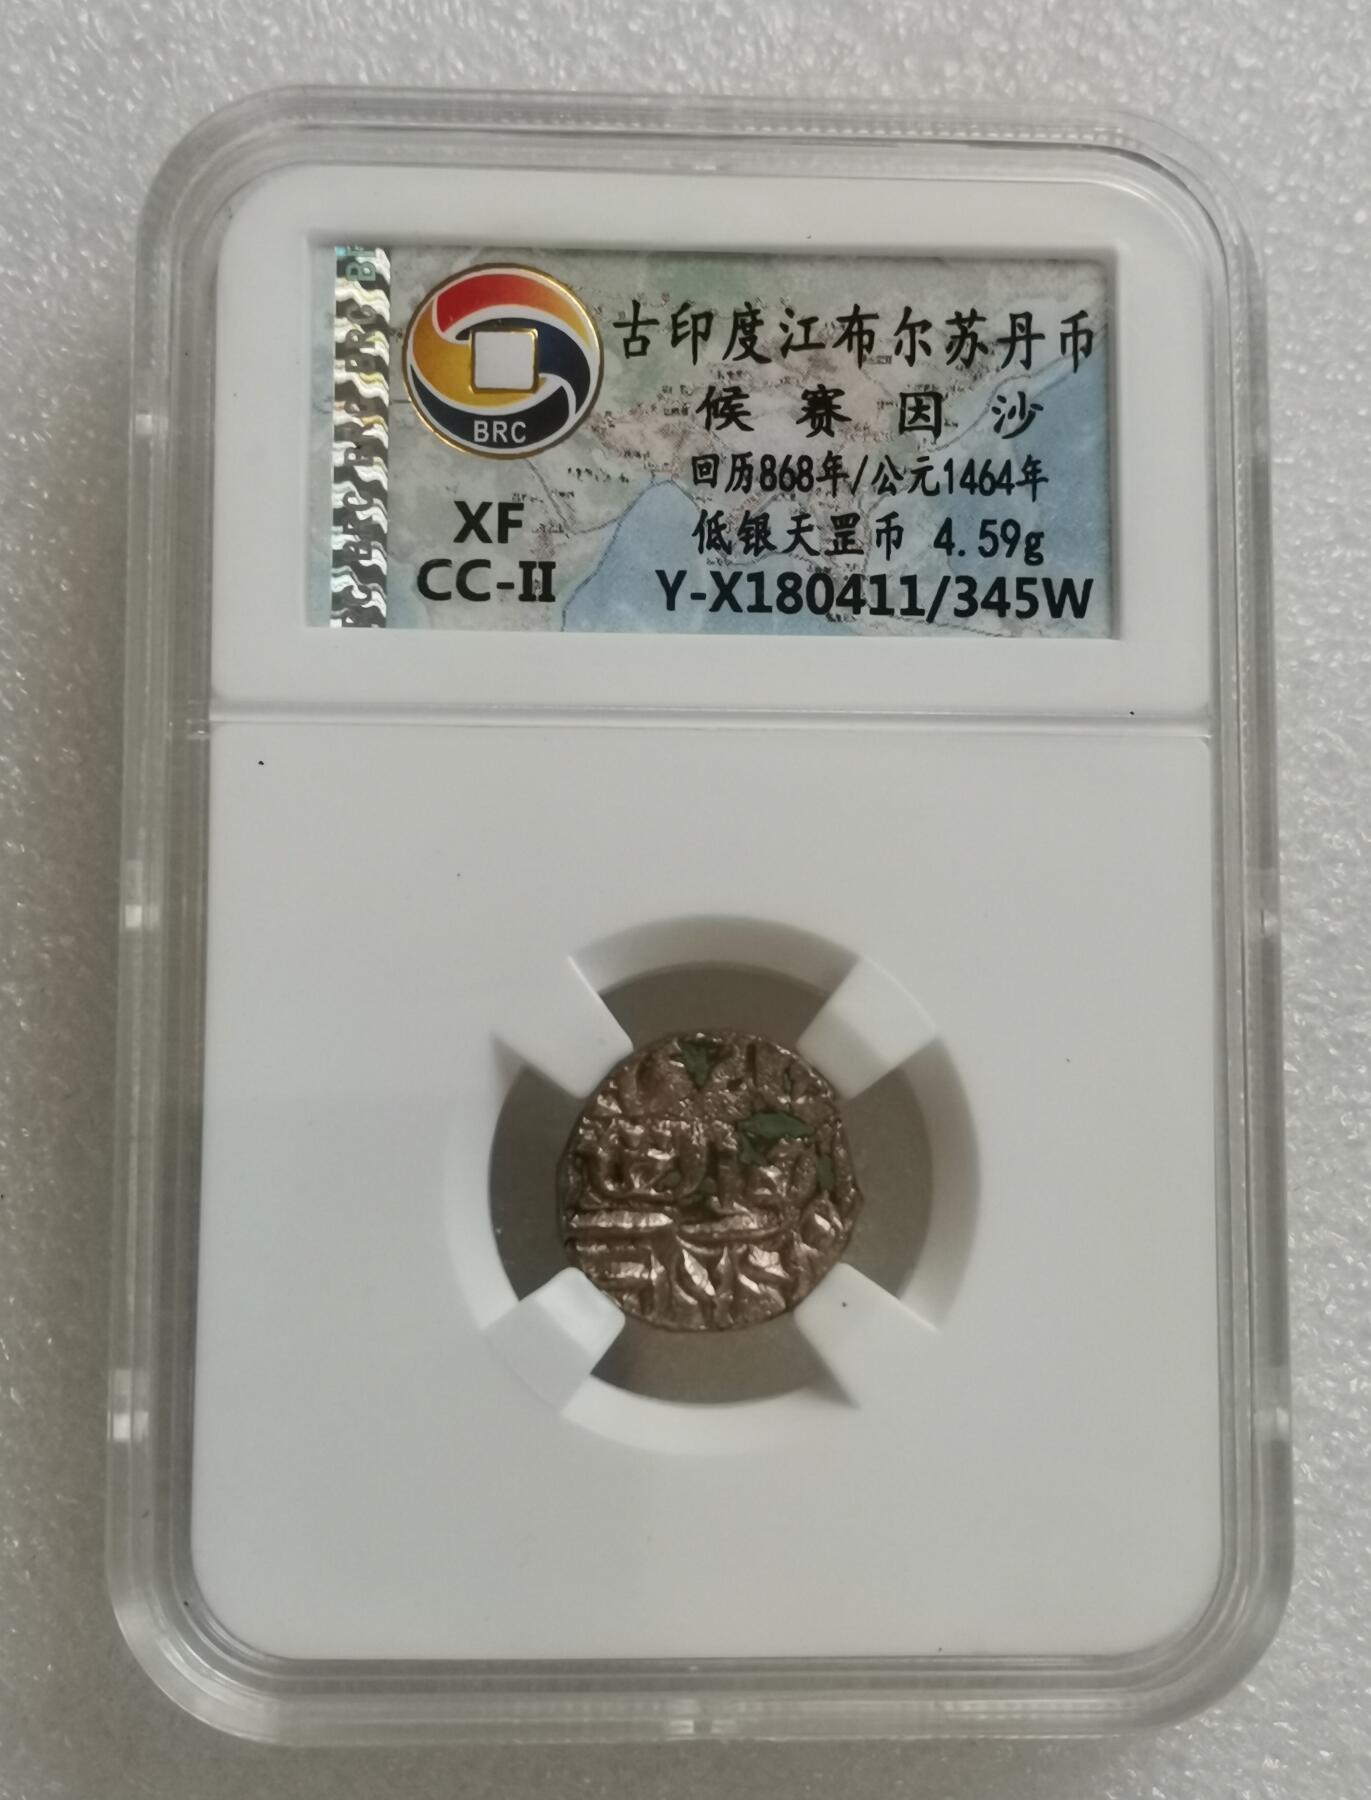 BRC
古印度江布尔苏丹币
候赛因沙
回历868年/公元1464年
低银天罡币 4.59g
XF
CC-II
Y-X180411/345W